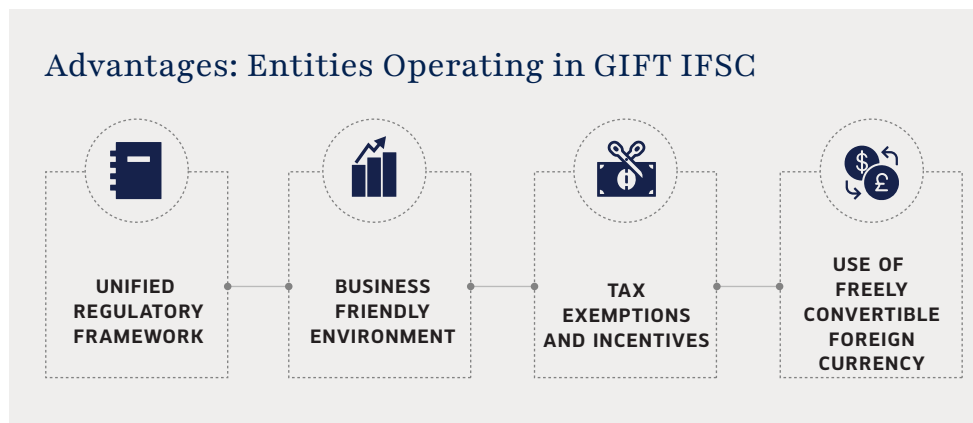 Advantages: Entities Operating in GIFT IFSC
UNIFIED
REGULATORY
FRAMEWORK
BUSINESS
FRIENDLY
ENVIRONMENT
TAX
EXEMPTIONS
AND INCENTIVES
USE OF
FREELY
CONVERTIBLE
FOREIGN
CURRENCY